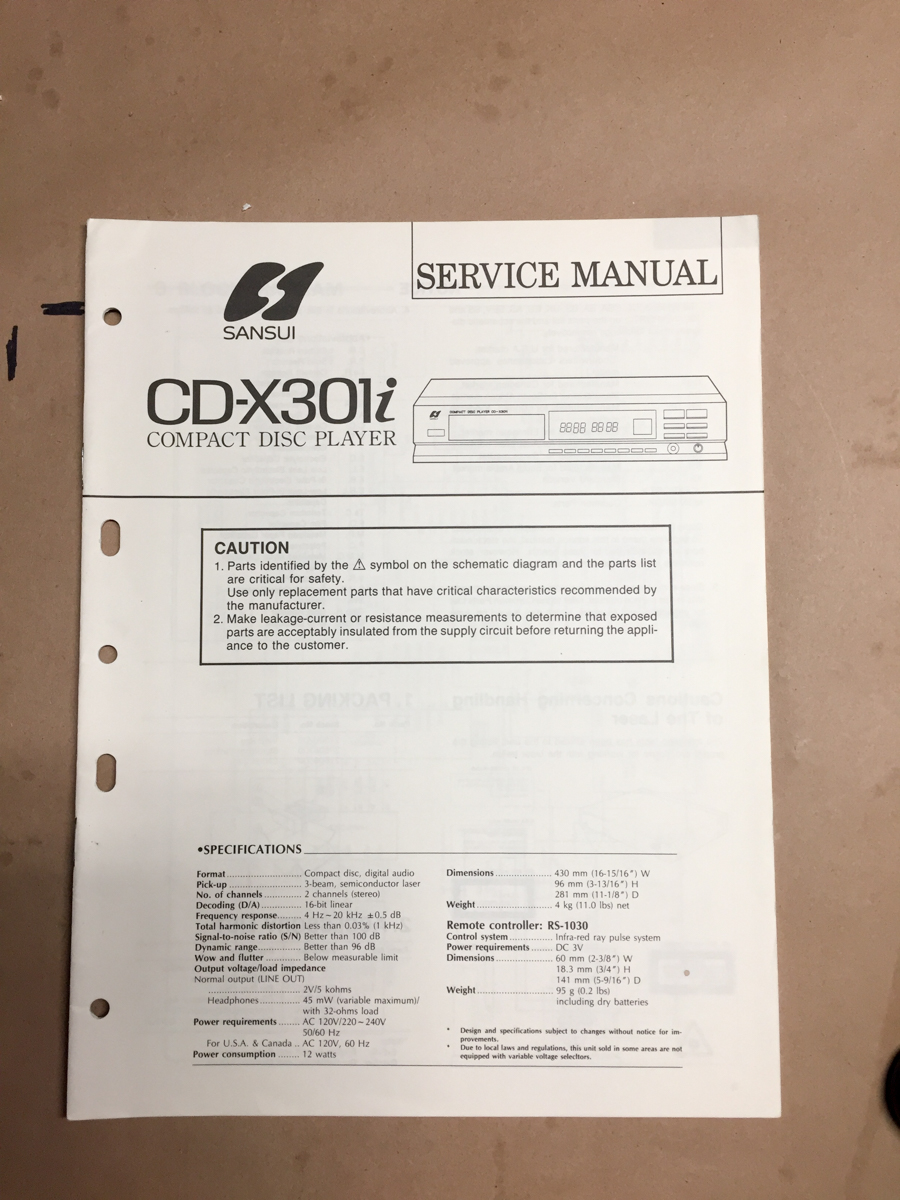 SERVICE MANUAL
SANSUI
CD-X301i
COMPACT DISC PLAYER
CAUTION
1. Parts identified by the ⚠ symbol on the schematic diagram and the parts list
are critical for safety.
Use only replacement parts that have critical characteristics recommended by
the manufacturer.
2. Make leakage-current or resistance measurements to determine that exposed
parts are acceptably insulated from the supply circuit before returning the appli-
ance to the customer.
•SPECIFICATIONS
Format .......................... Compact disc, digital audio
Pick-up ......................... 3-beam, semiconductor laser
No. of channels ............. 2 channels (stereo)
Decoding (D/A) .............. 16-bit linear
Frequency response ........ 4 Hz ~ 20 kHz ±0.5 dB
Total harmonic distortion Less than 0.03% (1 kHz)
Signal-to-noise ratio (S/N) Better than 100 dB
Dynamic range ............... Better than 96 dB
Wow and flutter ............ Below measurable limit
Output voltage/load impedance
Normal output (LINE OUT)
........................... 2V/5 kohms
Headphones .............. 45 mW (variable maximum)/
with 32-ohms load
Power requirements ....... AC 120V/220~240V
50/60 Hz
For U.S.A. & Canada .. AC 120V, 60 Hz
Power consumption ........ 12 watts
Dimensions .................... 430 mm (16-15/16") W
96 mm (3-13/16") H
281 mm (11-1/8") D
Weight .......................... 4 kg (11.0 lbs) net
Remote controller: RS-1030
Control system ............... Infra-red ray pulse system
Power requirements ....... DC 3V
Dimensions .................... 60 mm (2-3/8") W
18.3 mm (3/4") H
141 mm (5-9/16") D
Weight .......................... 95 g (0.2 lbs)
including dry batteries
* Design and specifications subject to changes without notice for im-
provements.
* Due to local laws and regulations, this unit sold in some areas are not
equipped with variable voltage selecltors.